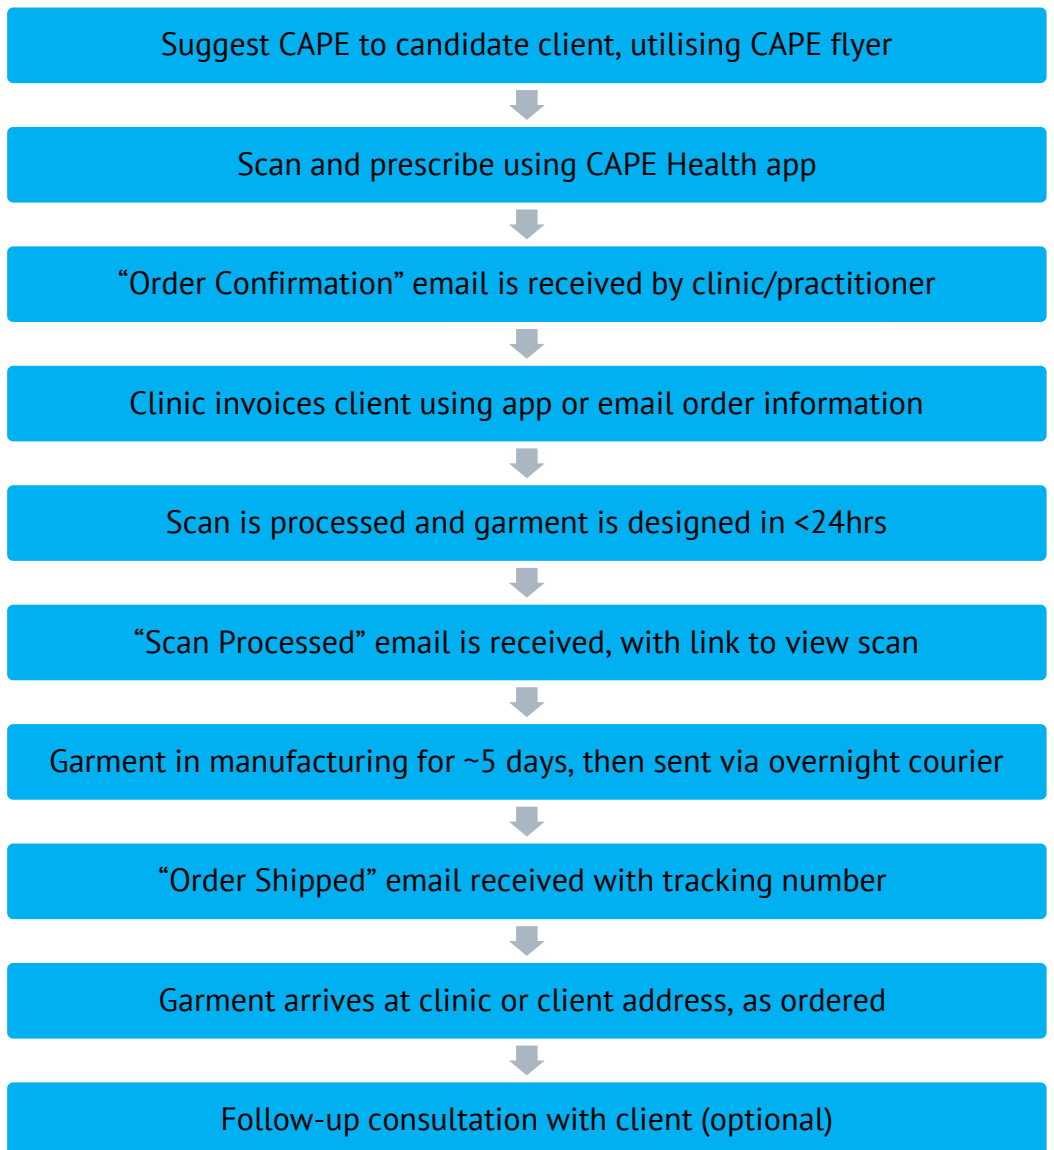 Suggest CAPE to candidate client, utilising CAPE flyer
Scan and prescribe using CAPE Health app
“Order Confirmation” email is received by clinic/practitioner
Clinic invoices client using app or email order information
Scan is processed and garment is designed in <24hrs
“Scan Processed” email is received, with link to view scan
Garment in manufacturing for ~5 days, then sent via overnight courier
“Order Shipped” email received with tracking number
Garment arrives at clinic or client address, as ordered
Follow-up consultation with client (optional)